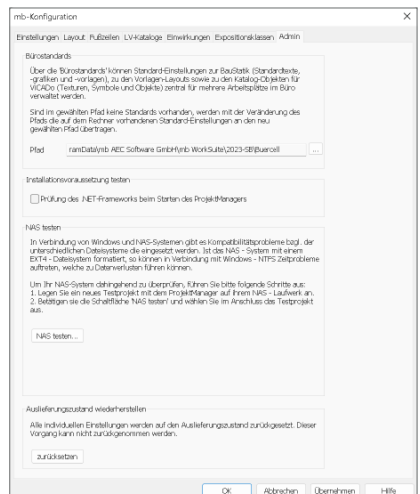 mb-Konfiguration
Einstellungen Layout Fußzeilen LV-Kataloge Einwirkungen Expositionsklassen Admin
Bürostandards
Über die 'Bürostandards' können Standard-Einstellungen zur BauStatik (Standardtexte,
-grafiken und -vorlagen), zu den Vorlagen-Layouts sowie zu den Katalog-Objekten für
ViCADo (Texturen, Symbole und Objekte) zentral für mehrere Arbeitsplätze im Büro
verwaltet werden.
Sind im gewählten Pfad keine Standards vorhanden, werden mit der Veränderung des
Pfads die auf dem Rechner vorhandenen Standard-Einstellungen an den neu
gewählten Pfad übertragen.
Pfad ramData\mb AEC Software GmbH\mb WorkSuite\2023-SB\Buercell ...
Installationsvoraussetzung testen
Prüfung des .NET-Frameworks beim Starten des ProjektManagers
NAS testen
In Verbindung von Windows und NAS-Systemen gibt es Kompatibilitätsprobleme bzgl. der
unterschiedlichen Dateisysteme die eingesetzt werden. Ist das NAS - System mit einem
EXT4 - Dateisystem formatiert, so können in Verbindung mit Windows - NTFS Zeitprobleme
auftreten, welche zu Datenverlusten führen können.
Um Ihr NAS-System dahingehend zu überprüfen, führen Sie bitte folgende Schritte aus:
1. Legen Sie ein neues Testprojekt mit dem ProjektManager auf ihrem NAS - Laufwerk an.
2. Betätigen sie die Schaltfläche 'NAS testen' und wählen Sie im Anschluss das Testprojekt
aus.
NAS testen...
Auslieferungszustand wiederherstellen
Alle individuellen Einstellungen werden auf den Auslieferungszustand zurückgesetzt. Dieser
Vorgang kann nicht zurückgenommen werden.
zurücksetzen
OK Abbrechen Übernehmen Hilfe